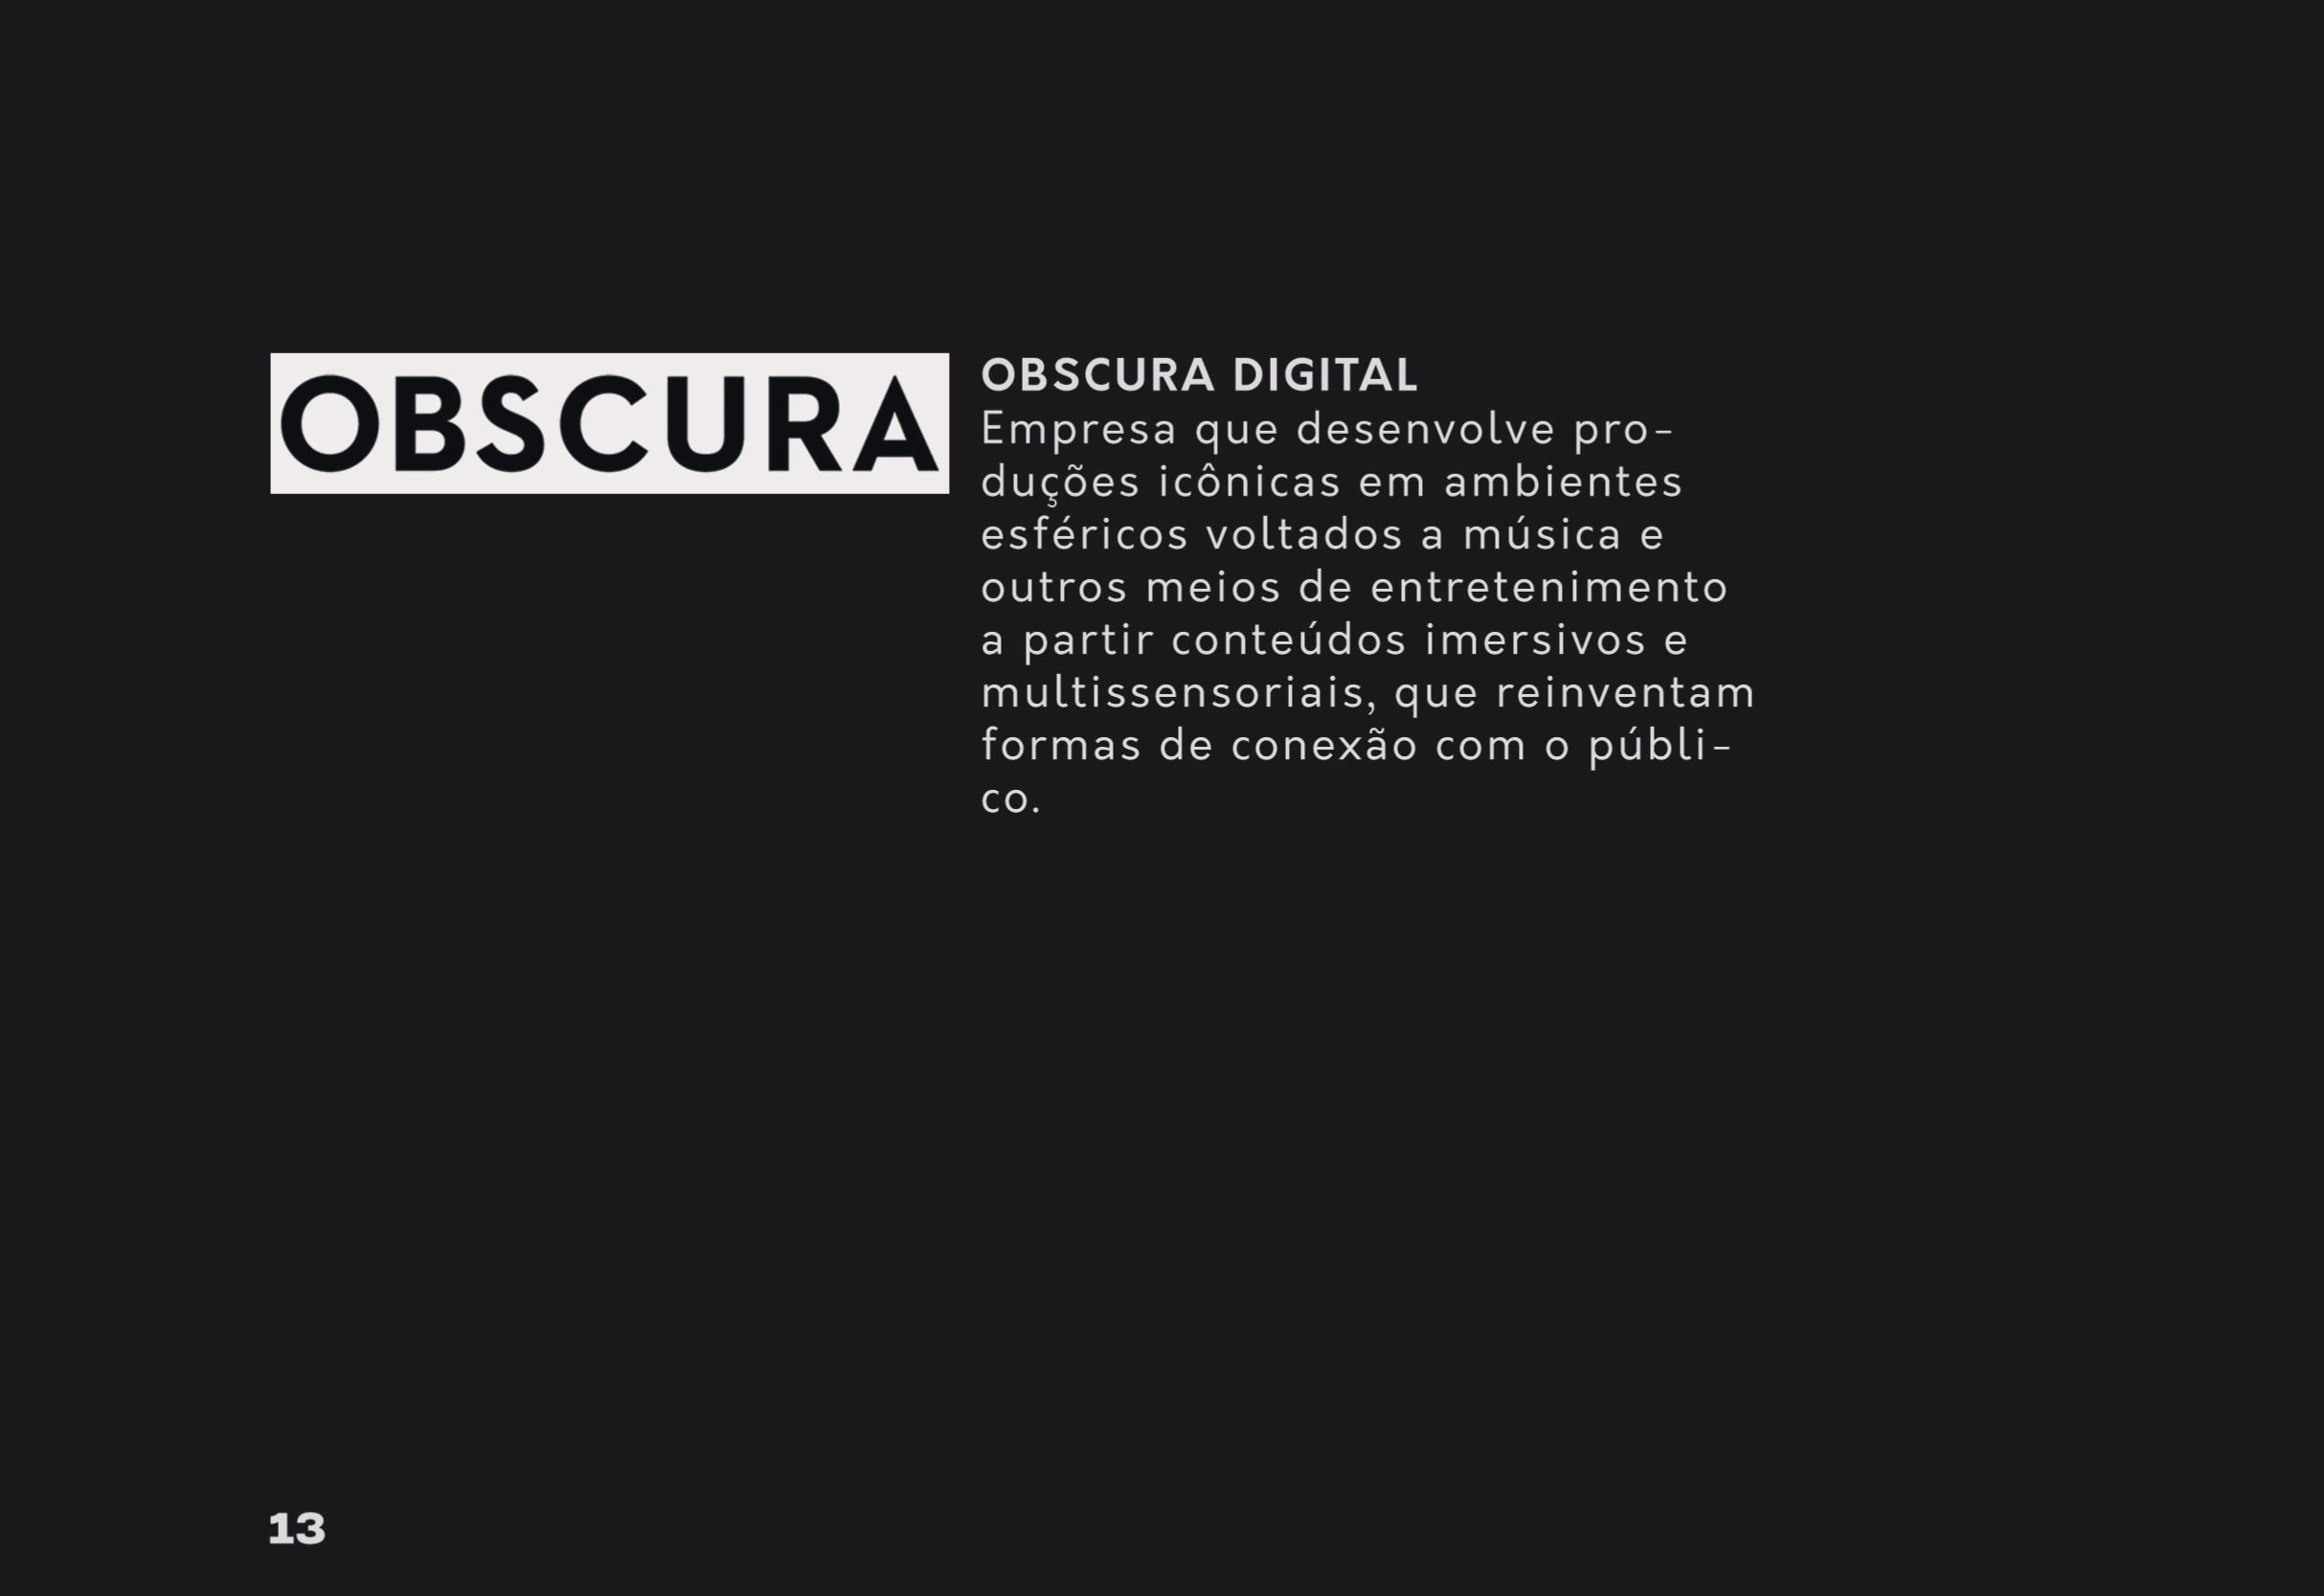 OBSCURA
OBSCURA DIGITAL
Empresa que desenvolve pro-
duções icônicas em ambientes
esféricos voltados a música e
outros meios de entretenimento
a partir conteúdos imersivos e
multissensoriais, que reinventam
formas de conexão com o públi-
co.
13